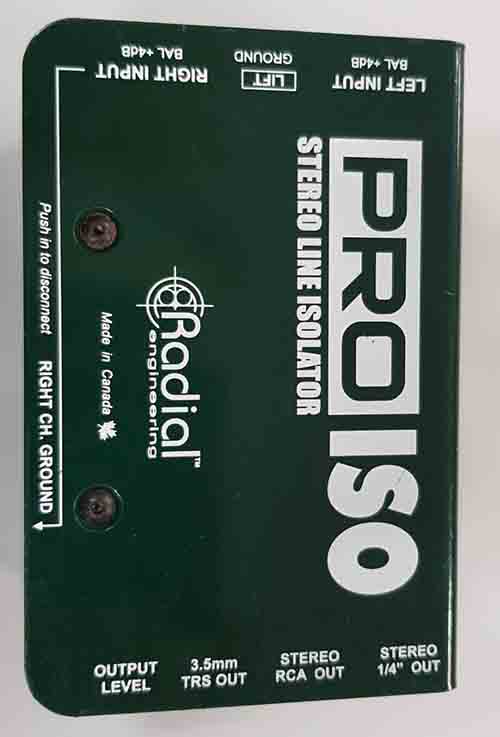 RIGHT INPUT
BAL +4dB
LIFT
GROUND
LEFT INPUT
BAL +4dB
PRO ISO
STEREO LINE ISOLATOR
Radial™
engineering
Made in Canada
Push in to disconnect
RIGHT CH. GROUND
OUTPUT
LEVEL
3.5mm
TRS OUT
STEREO
RCA OUT
STEREO
1/4" OUT